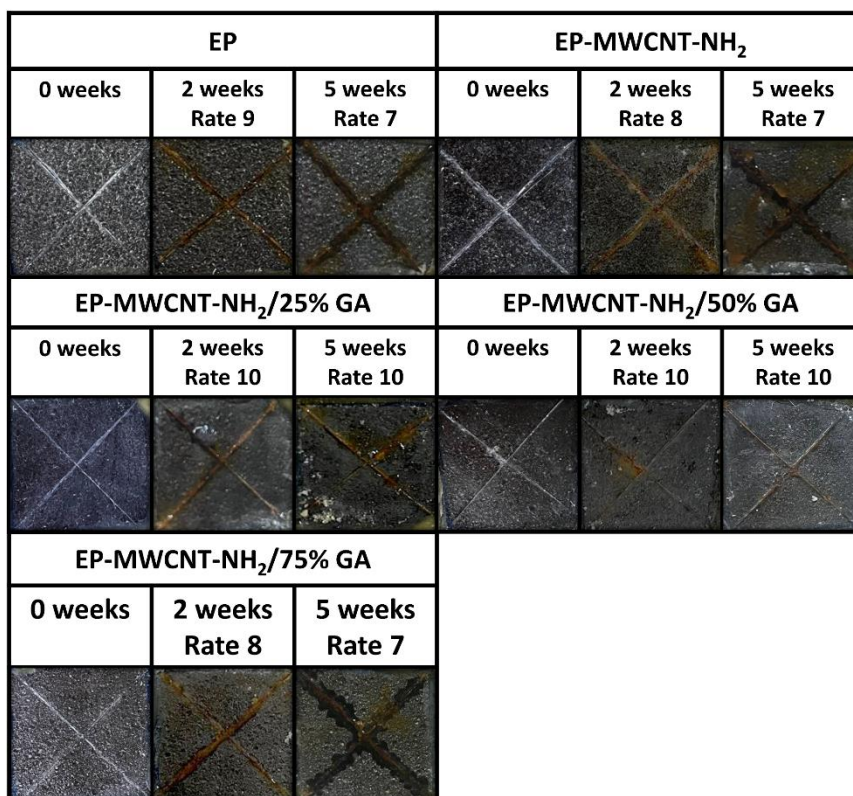 EP
EP-MWCNT-NH₂
0 weeks
2 weeks
Rate 9
5 weeks
Rate 7
0 weeks
2 weeks
Rate 8
5 weeks
Rate 7
EP-MWCNT-NH₂/25% GA
EP-MWCNT-NH₂/50% GA
0 weeks
2 weeks
Rate 10
5 weeks
Rate 10
0 weeks
2 weeks
Rate 10
5 weeks
Rate 10
EP-MWCNT-NH₂/75% GA
0 weeks
2 weeks
Rate 8
5 weeks
Rate 7